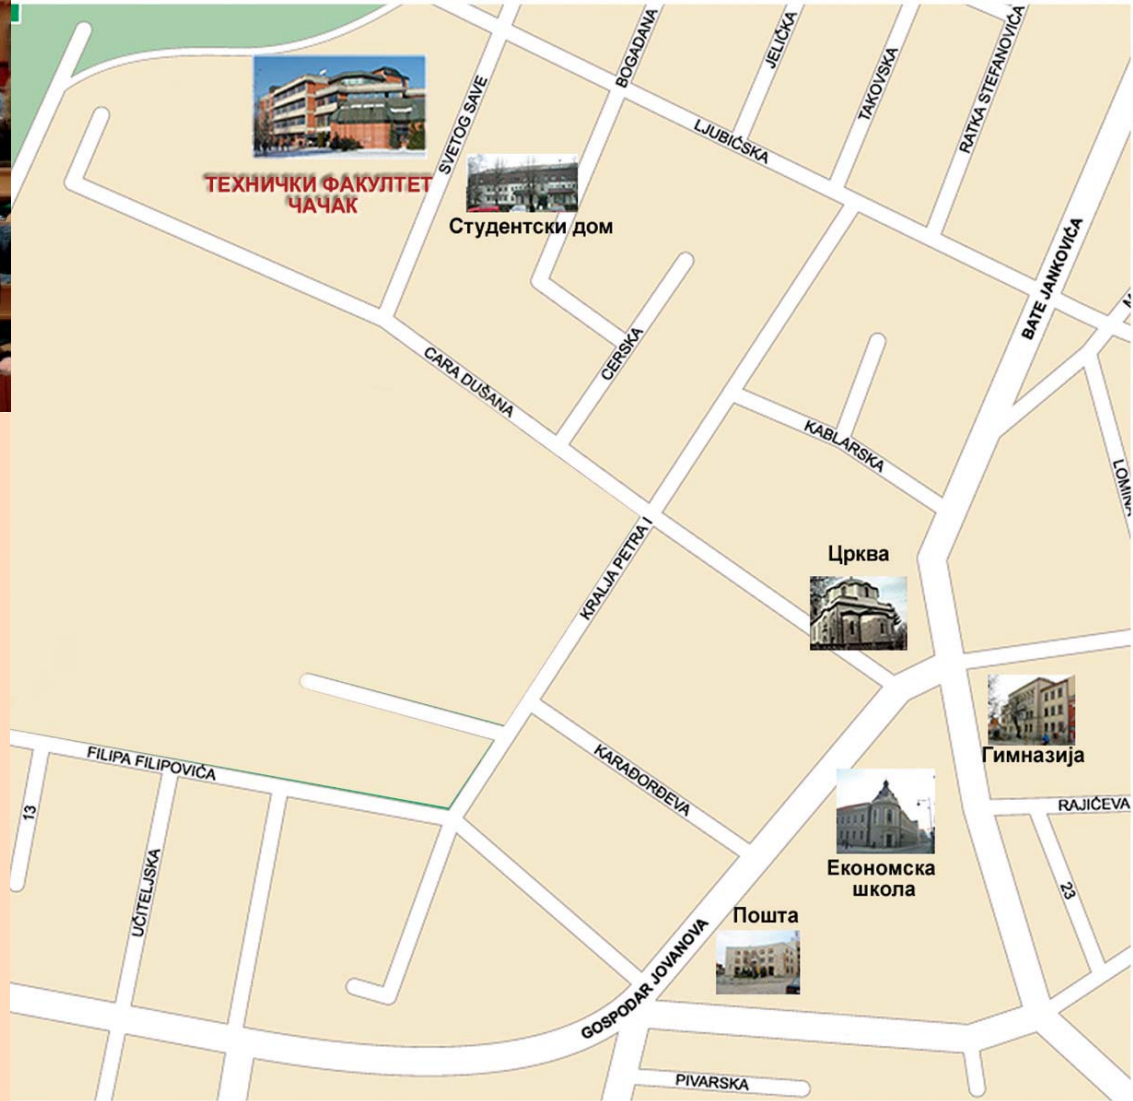 BOGADANA
JELIČKA
TAKOVSKA
RATKA STEFANOVIĆA
SVETOG SAVE
LJUBIĆSKA
ТЕХНИЧКИ ФАКУЛТЕТ
ЧАЧАК
Студентски дом
BATE JANKOVIĆA
CERSKA
CARA DUŠANA
KABLARSKA
LOMINA
KRALJA PETRA I
Црква
Гимназија
FILIPA FILIPOVIĆA
KARAĐORĐEVA
13
RAJIĆEVA
Економска
школа
UČITELJSKA
23
Пошта
GOSPODAR JOVANOVA
PIVARSKA